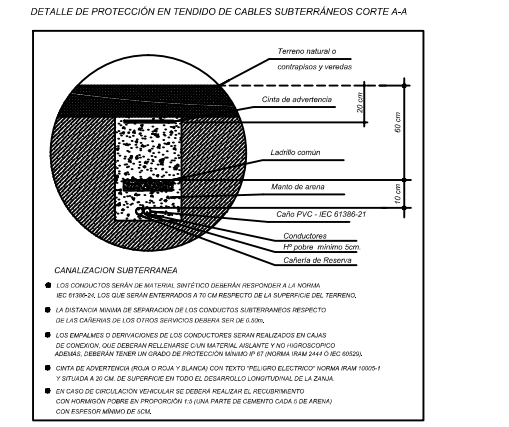 DETALLE DE PROTECCIÓN EN TENDIDO DE CABLES SUBTERRÁNEOS CORTE A-A
Terreno natural o
contrapisos y veredas
Cinta de advertencia
20 cm
60 cm
Ladrillo común
Manto de arena
10 cm
Caño PVC - IEC 61386-21
Conductores
Hº pobre mínimo 5cm.
Cañería de Reserva
CANALIZACION SUBTERRANEA
LOS CONDUCTOS SERÁN DE MATERIAL SINTÉTICO DEBERÁN RESPONDER A LA NORMA
IEC 61386-24, LOS QUE SERÁN ENTERRADOS A 70 CM RESPECTO DE LA SUPERFICIE DEL TERRENO.
LA DISTANCIA MINIMA DE SEPARACION DE LOS CONDUCTOS SUBTERRANEOS RESPECTO
DE LAS CAÑERIAS DE LOS OTROS SERVICIOS DEBERA SER DE 0.50m.
LOS EMPALMES O DERIVACIONES DE LOS CONDUCTORES SERAN REALIZADOS EN CAJAS
DE CONEXION, QUE DEBERAN RELLENARSE C/UN MATERIAL AISLANTE Y NO HIGROSCOPICO
ADEMAS, DEBERÁN TENER UN GRADO DE PROTECCIÓN MÍNIMO IP 67 (NORMA IRAM 2444 O IEC 60529).
CINTA DE ADVERTENCIA (ROJA O ROJA Y BLANCA) CON TEXTO "PELIGRO ELECTRICO" NORMA IRAM 10005-1
Y SITUADA A 20 CM. DE SUPERFICIE EN TODO EL DESARROLLO LONGITUDINAL DE LA ZANJA.
EN CASO DE CIRCULACIÓN VEHICULAR SE DEBERÁ REALIZAR EL RECUBRIMIENTO
CON HORMIGÓN POBRE EN PROPORCIÓN 1:5 (UNA PARTE DE CEMENTO CADA 5 DE ARENA)
CON ESPESOR MÍNIMO DE 5CM.